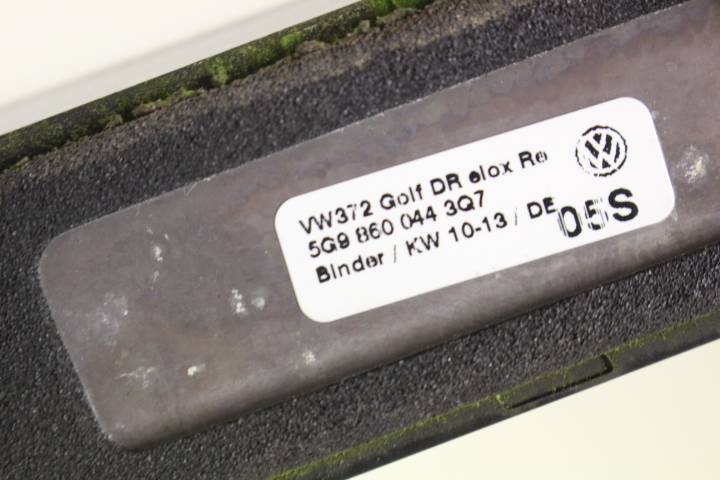 VW372 Golf DR elox Re
5G9 860 044 3Q7
Binder / KW 10-13 / DE
05S